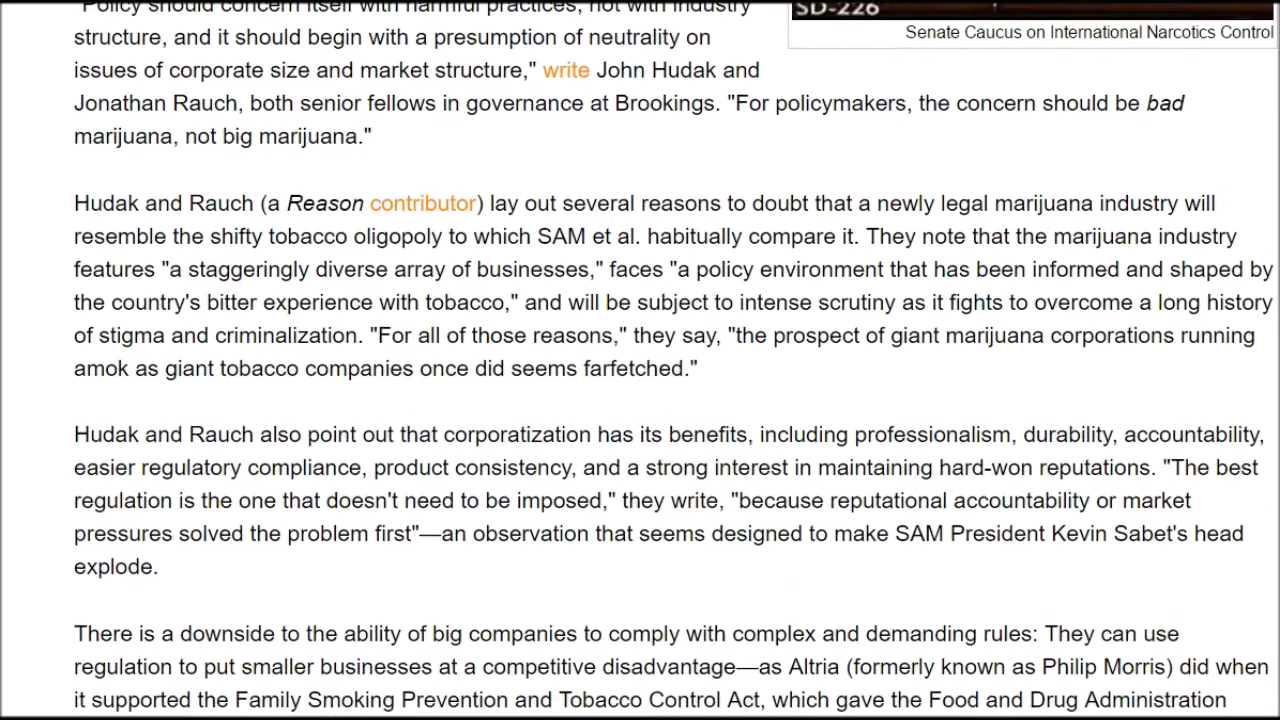 "Policy should concern itself with harmful practices, not with industry
SD-226
Senate Caucus on International Narcotics Control
structure, and it should begin with a presumption of neutrality on
issues of corporate size and market structure," write John Hudak and
Jonathan Rauch, both senior fellows in governance at Brookings. "For policymakers, the concern should be bad
marijuana, not big marijuana."
Hudak and Rauch (a Reason contributor) lay out several reasons to doubt that a newly legal marijuana industry will
resemble the shifty tobacco oligopoly to which SAM et al. habitually compare it. They note that the marijuana industry
features "a staggeringly diverse array of businesses," faces "a policy environment that has been informed and shaped by
the country's bitter experience with tobacco," and will be subject to intense scrutiny as it fights to overcome a long history
of stigma and criminalization. "For all of those reasons," they say, "the prospect of giant marijuana corporations running
amok as giant tobacco companies once did seems farfetched."
Hudak and Rauch also point out that corporatization has its benefits, including professionalism, durability, accountability,
easier regulatory compliance, product consistency, and a strong interest in maintaining hard-won reputations. "The best
regulation is the one that doesn't need to be imposed," they write, "because reputational accountability or market
pressures solved the problem first"—an observation that seems designed to make SAM President Kevin Sabet's head
explode.
There is a downside to the ability of big companies to comply with complex and demanding rules: They can use
regulation to put smaller businesses at a competitive disadvantage—as Altria (formerly known as Philip Morris) did when
it supported the Family Smoking Prevention and Tobacco Control Act, which gave the Food and Drug Administration